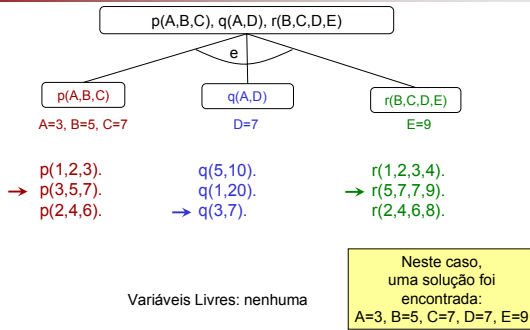 p(A,B,C), q(A,D), r(B,C,D,E)
e
p(A,B,C)
q(A,D)
r(B,C,D,E)
A=3, B=5, C=7
D=7
E=9
p(1,2,3).
q(5,10).
r(1,2,3,4).
→ p(3,5,7).
q(1,20).
→ r(5,7,7,9).
p(2,4,6).
→ q(3,7).
r(2,4,6,8).
Variáveis Livres: nenhuma
Neste caso,
uma solução foi
encontrada:
A=3, B=5, C=7, D=7, E=9